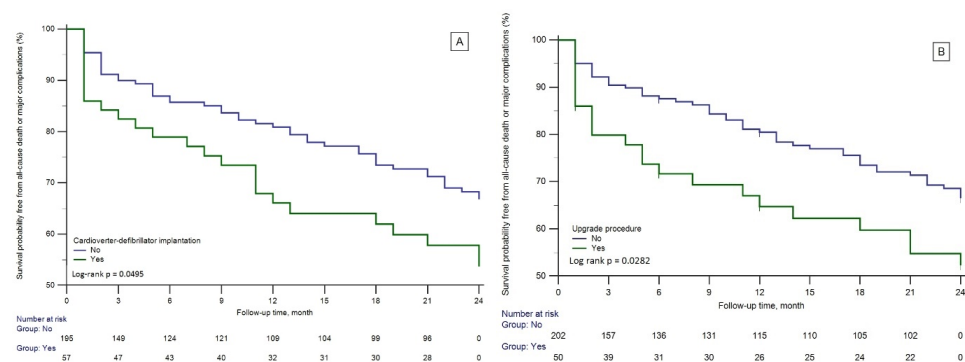 A
Survival probability free from all-cause death or major complications (%)
100
90
80
70
60
50
Cardioverter-defibrillator implantation
No
Yes
Log-rank p = 0.0495
0 3 6 9 12 15 18 21 24
Follow-up time, month
Number at risk
Group: No
195 149 124 121 109 104 99 96 0
Group: Yes
57 47 43 40 32 31 30 28 0
B
Survival probability free from all-cause death or major complications (%)
100
90
80
70
60
50
Upgrade procedure
No
Yes
Log rank p = 0.0282
0 3 6 9 12 15 18 21 24
Follow-up time, month
Number at risk
Group: No
202 157 136 131 115 110 105 102 0
Group: Yes
50 39 31 30 26 25 24 22 0